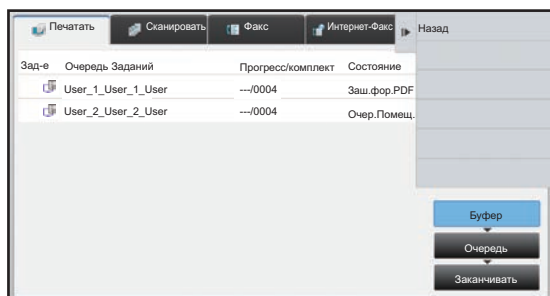 Печатать Сканировать Факс Интернет-Факс Назад
Зад-е Очередь Заданий Прогресс/комплект Состояние
User_1_User_1_User ---/0004 Заш.фор.PDF
User_2_User_2_User ---/0004 Очер.Помещ.
Буфер
Очередь
Заканчивать